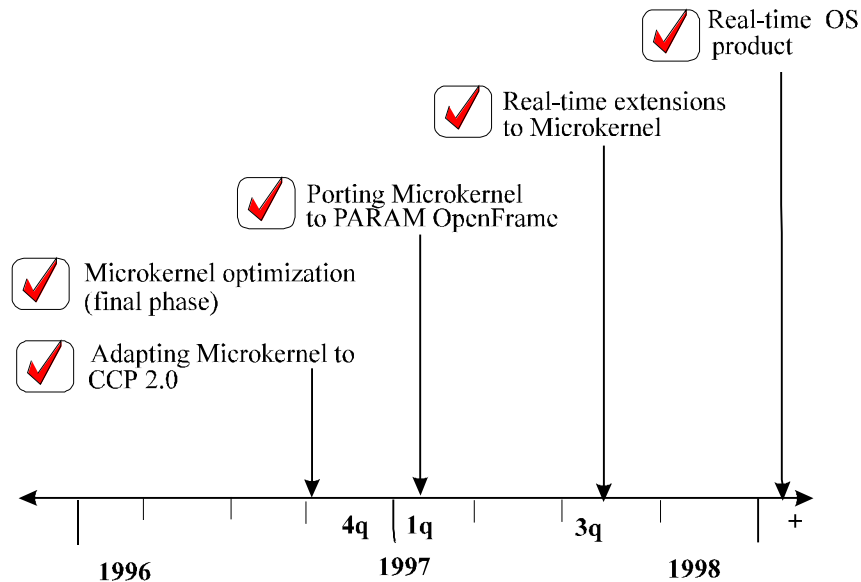 Real-time OS
product
Real-time extensions
to Microkernel
Porting Microkernel
to PARAM OpenFrame
Microkernel optimization
(final phase)
Adapting Microkernel to
CCP 2.0
4q 1q 3q +
1996 1997 1998